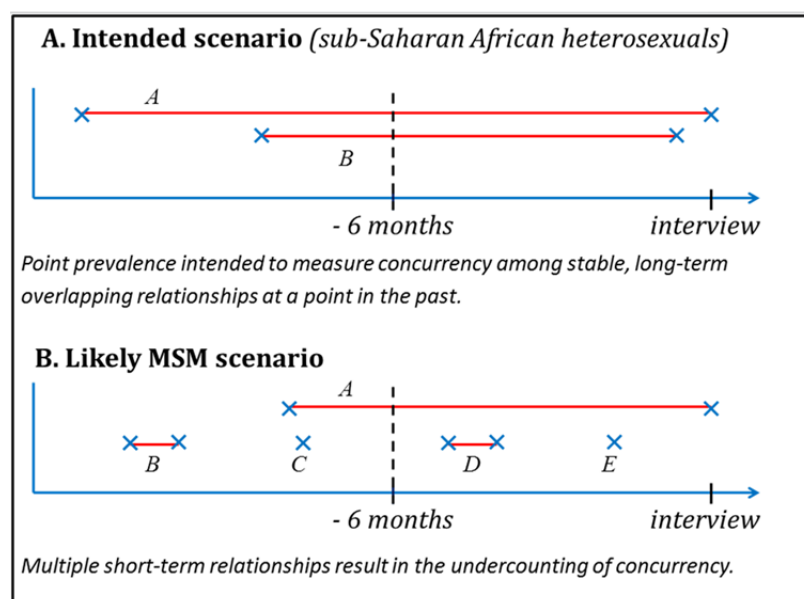 A. Intended scenario (sub-Saharan African heterosexuals)
A
B
- 6 months
interview
Point prevalence intended to measure concurrency among stable, long-term
overlapping relationships at a point in the past.
B. Likely MSM scenario
A
B
C
D
E
- 6 months
interview
Multiple short-term relationships result in the undercounting of concurrency.